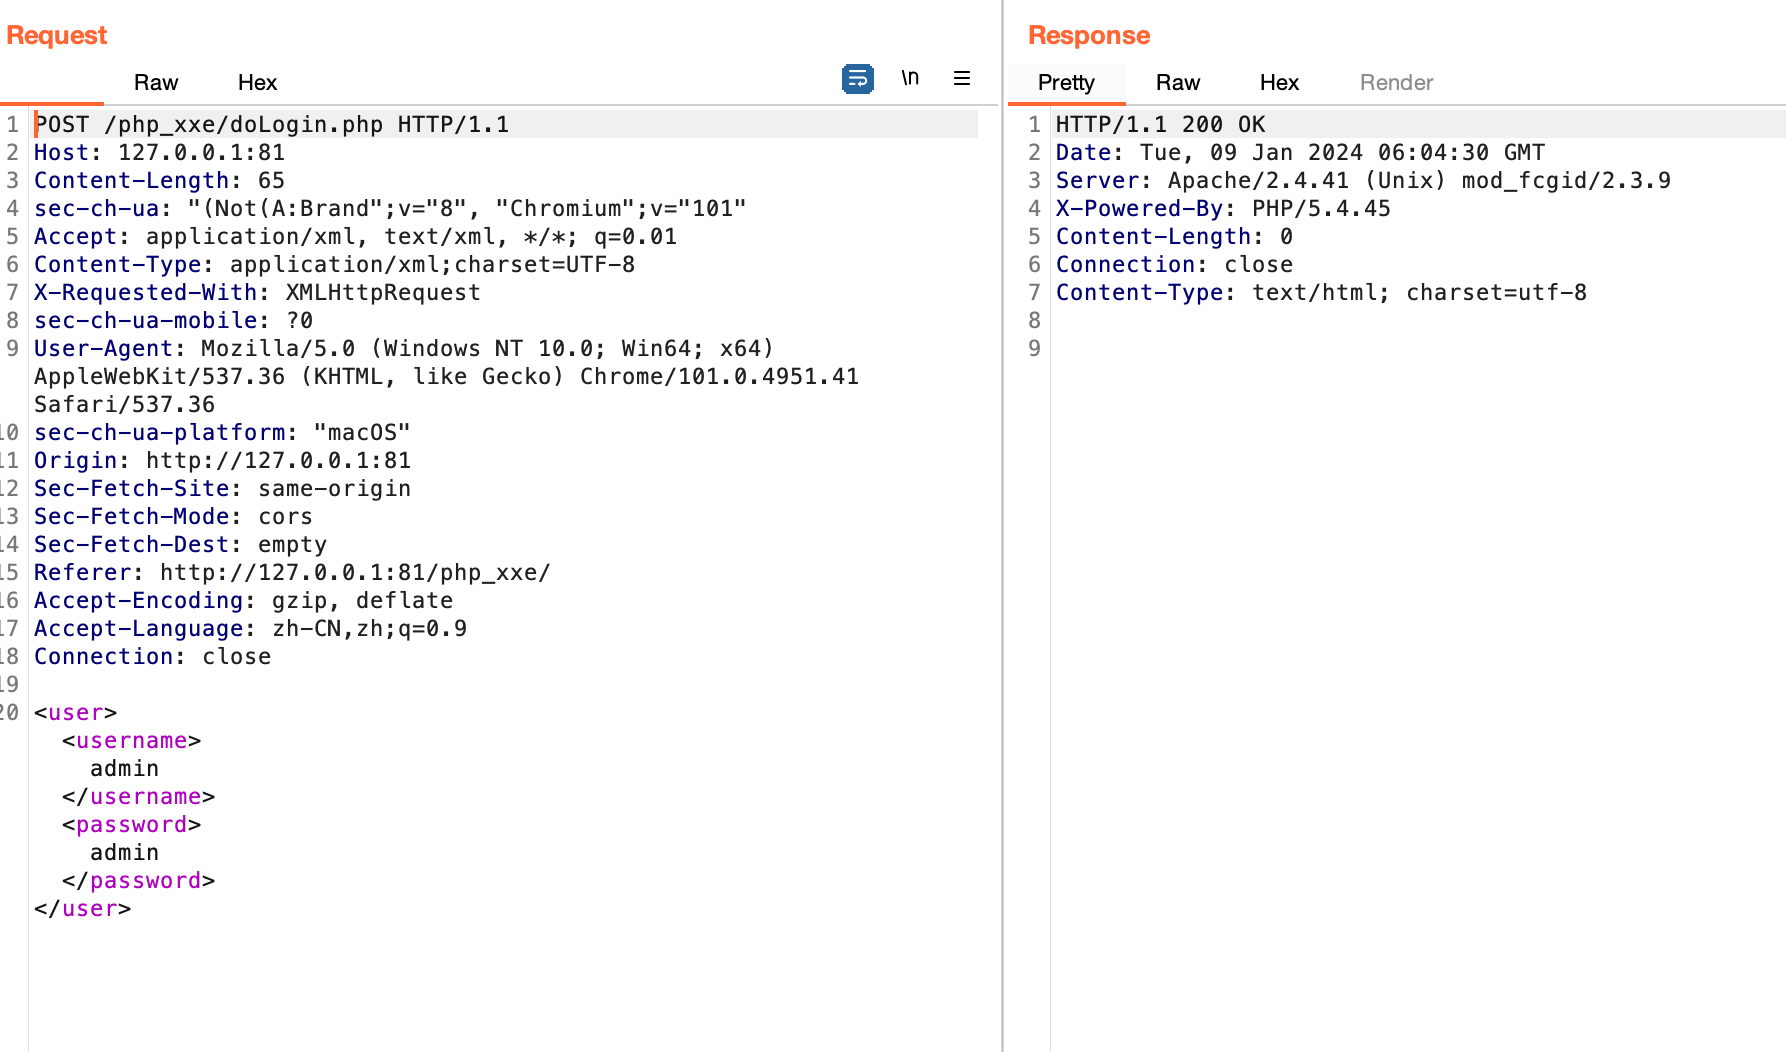 Request
Raw Hex \n
1 POST /php_xxe/doLogin.php HTTP/1.1
2 Host: 127.0.0.1:81
3 Content-Length: 65
4 sec-ch-ua: "(Not(A:Brand";v="8", "Chromium";v="101"
5 Accept: application/xml, text/xml, */*; q=0.01
6 Content-Type: application/xml;charset=UTF-8
7 X-Requested-With: XMLHttpRequest
8 sec-ch-ua-mobile: ?0
9 User-Agent: Mozilla/5.0 (Windows NT 10.0; Win64; x64)
AppleWebKit/537.36 (KHTML, like Gecko) Chrome/101.0.4951.41
Safari/537.36
10 sec-ch-ua-platform: "macOS"
11 Origin: http://127.0.0.1:81
12 Sec-Fetch-Site: same-origin
13 Sec-Fetch-Mode: cors
14 Sec-Fetch-Dest: empty
15 Referer: http://127.0.0.1:81/php_xxe/
16 Accept-Encoding: gzip, deflate
17 Accept-Language: zh-CN,zh;q=0.9
18 Connection: close
19
20 <user>
<username>
admin
</username>
<password>
admin
</password>
</user>
Response
Pretty Raw Hex Render
1 HTTP/1.1 200 OK
2 Date: Tue, 09 Jan 2024 06:04:30 GMT
3 Server: Apache/2.4.41 (Unix) mod_fcgid/2.3.9
4 X-Powered-By: PHP/5.4.45
5 Content-Length: 0
6 Connection: close
7 Content-Type: text/html; charset=utf-8
8
9